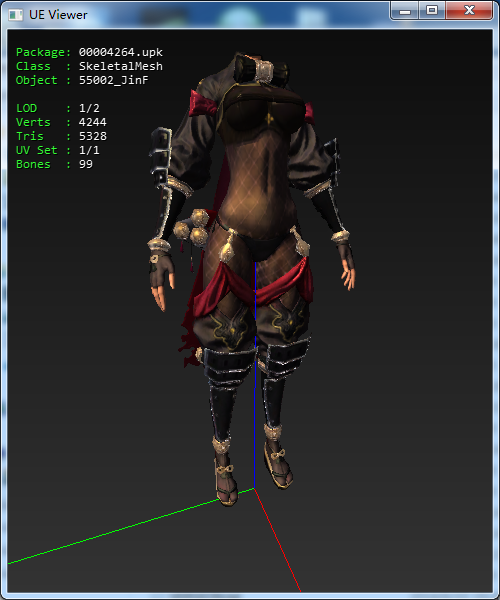 UE Viewer
Package: 00004264.upk
Class : SkeletalMesh
Object : 55002_JinF
LOD : 1/2
Verts : 4244
Tris : 5328
UV Set : 1/1
Bones : 99